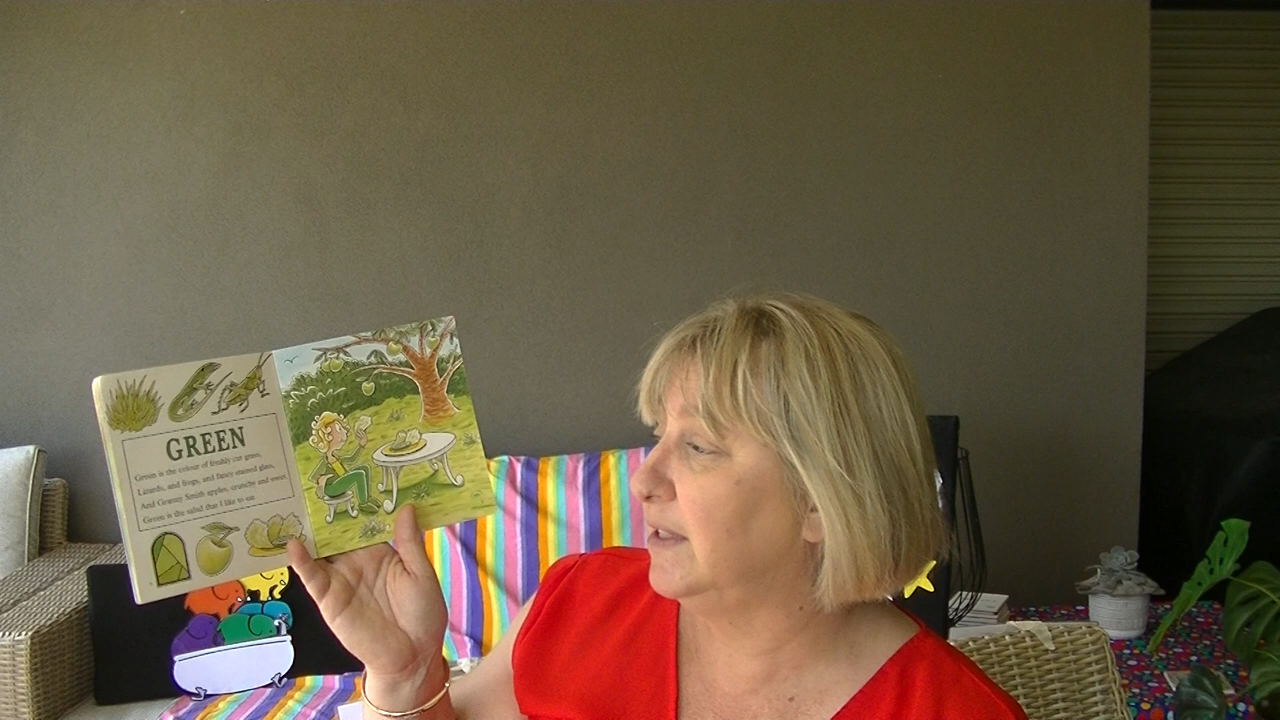 GREEN
Green is the colour of freshly cut grass,
Lizards, and frogs, and fancy stained glass,
And Granny Smith apples, crunchy and sweet.
Green is the salad that I like to eat.